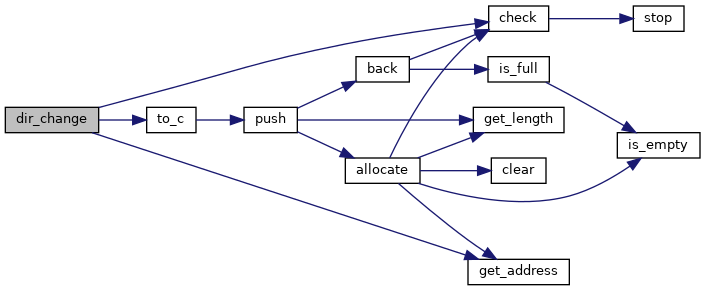 check
stop
back
is_full
dir_change
to_c
push
get_length
is_empty
allocate
clear
get_address